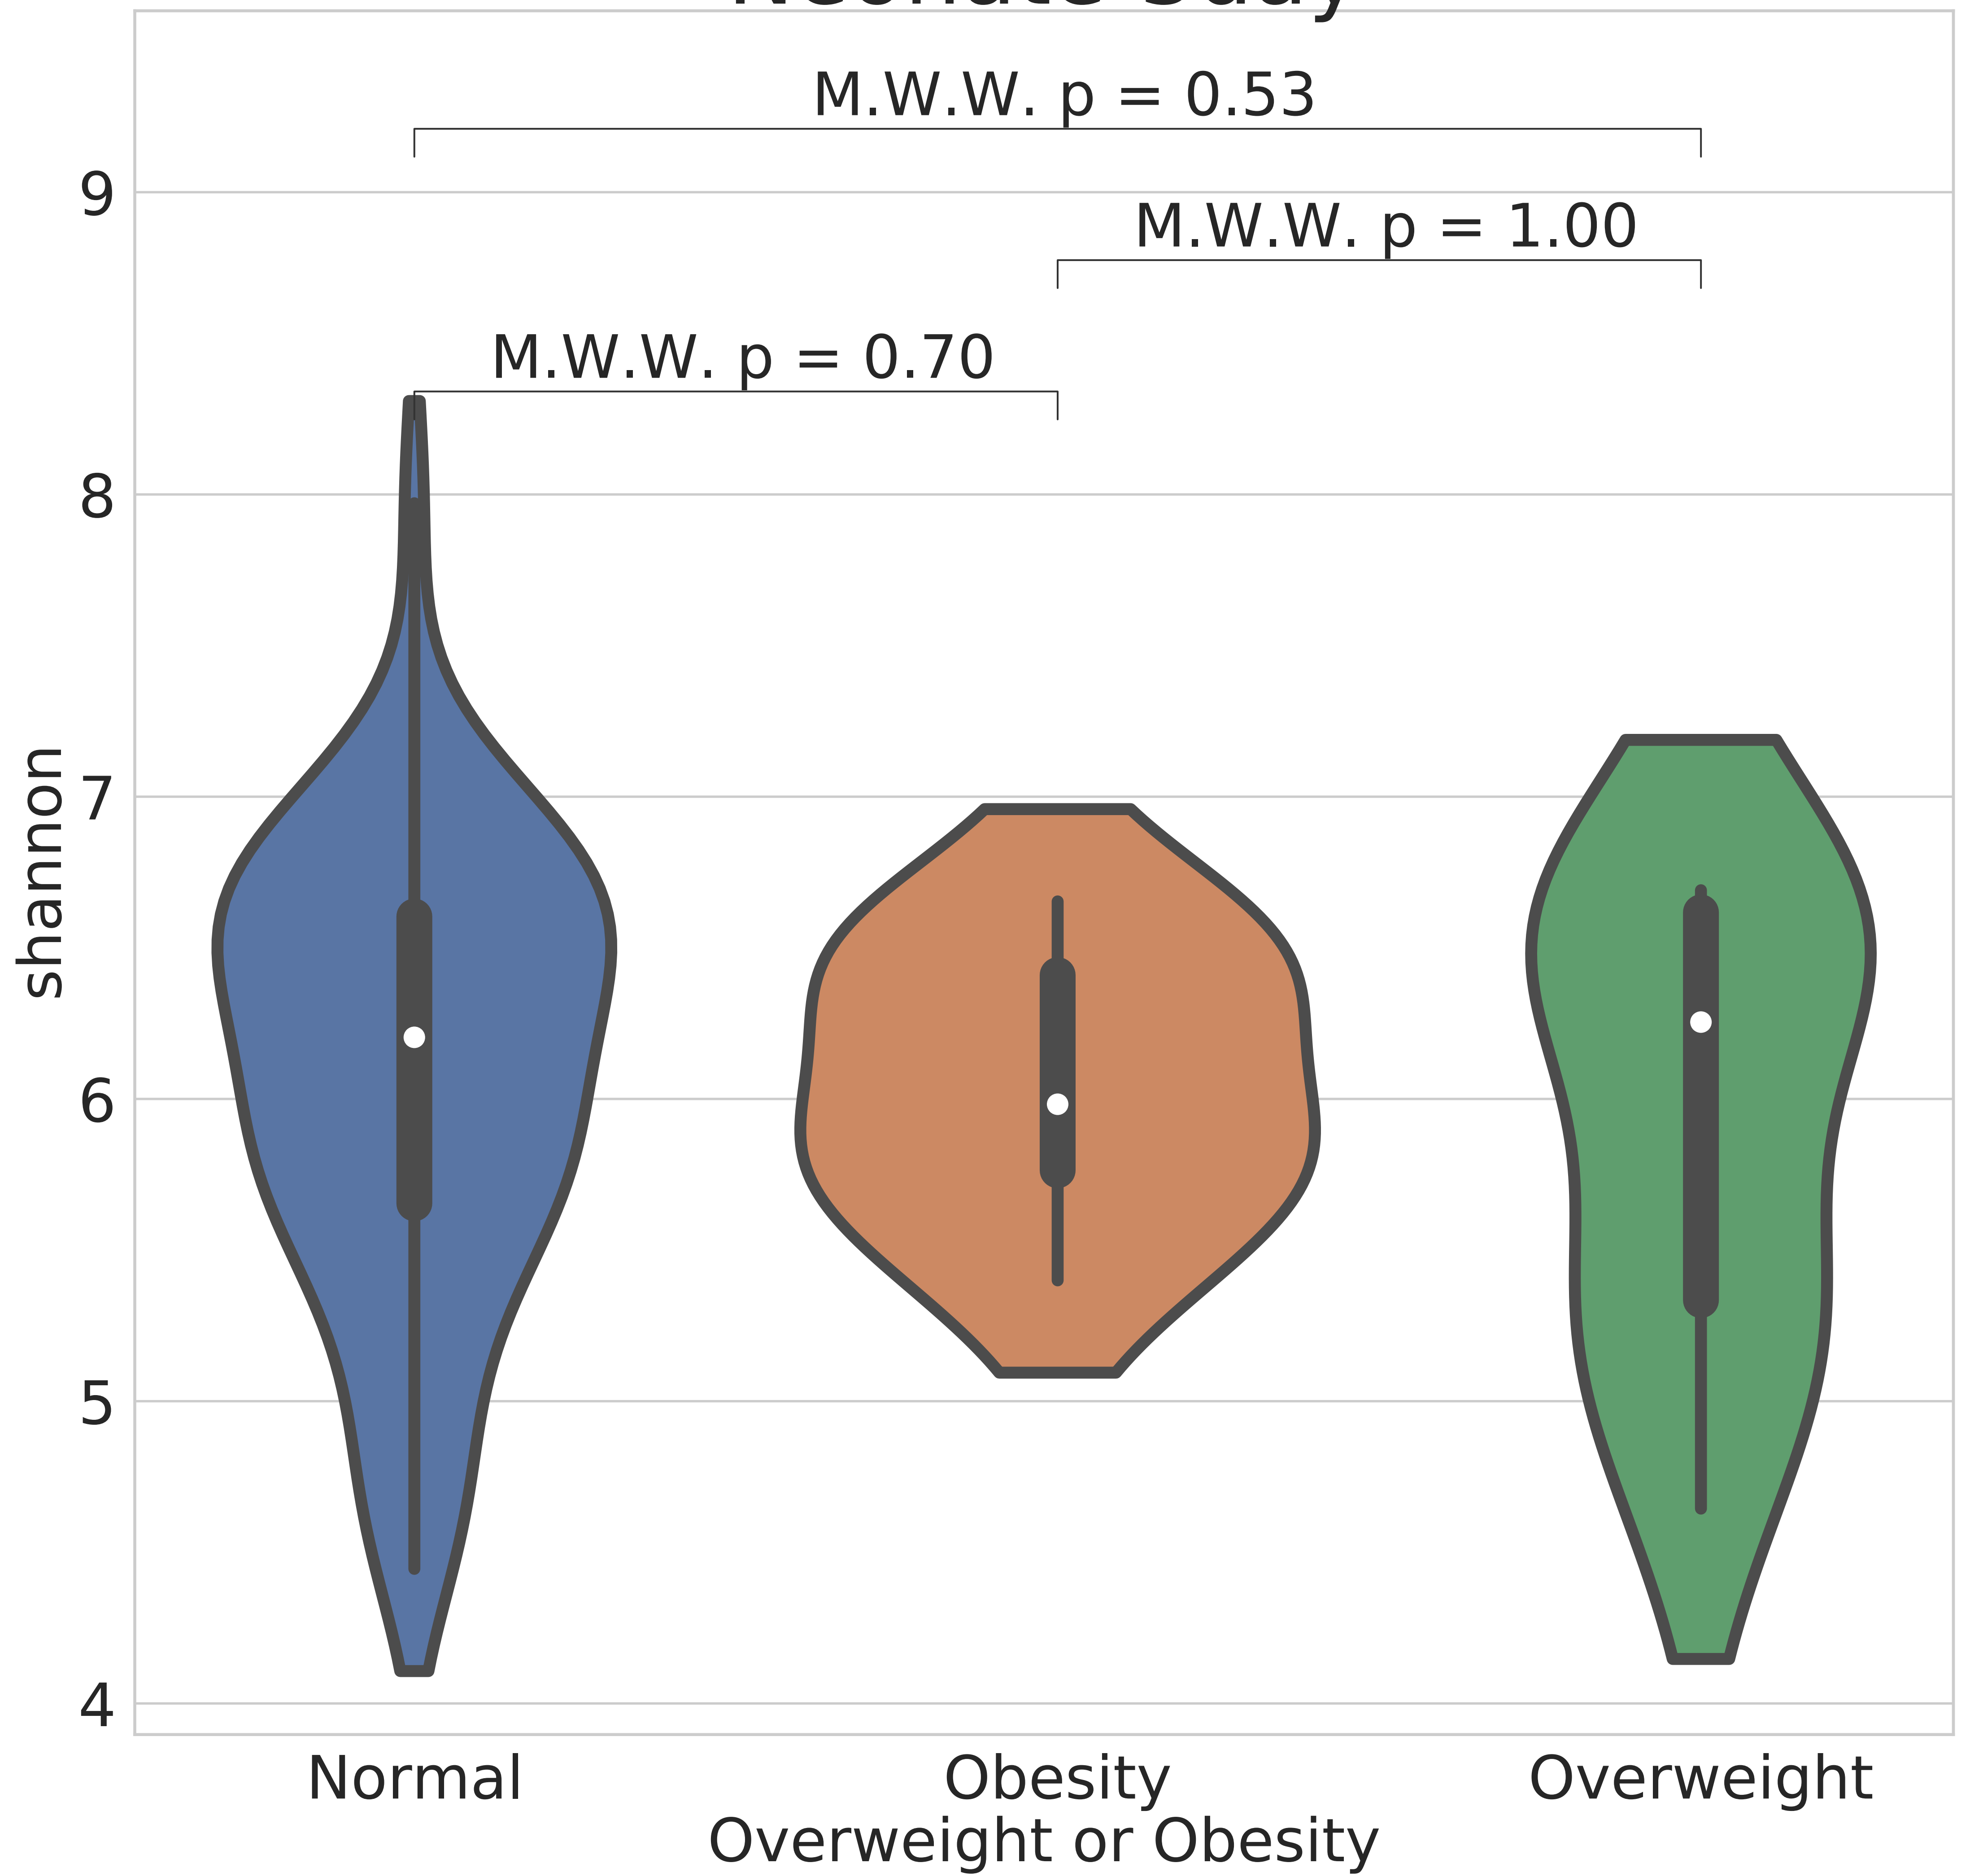 M.W.W. p = 0.53
9
M.W.W. p = 1.00
M.W.W. p = 0.70
8
7
shannon
6
5
4
Normal Obesity Overweight
Overweight or Obesity